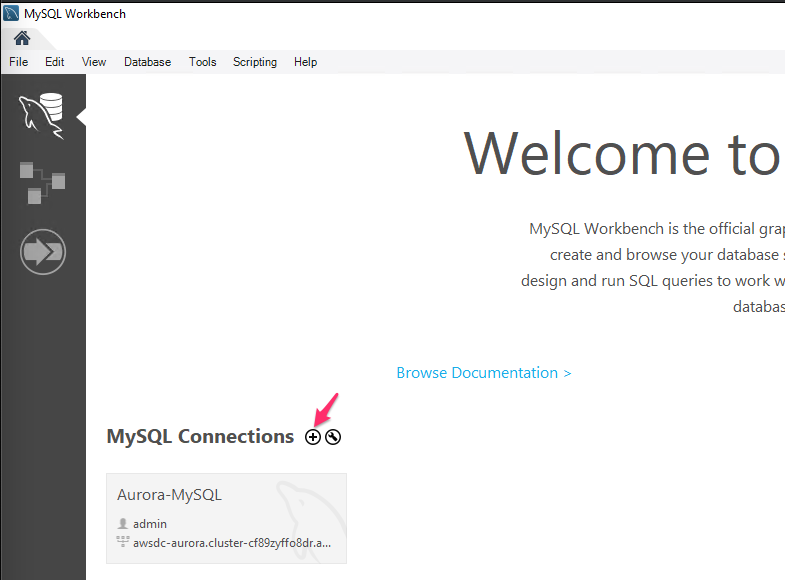 MySQL Workbench
File Edit View Database Tools Scripting Help
Welcome to
MySQL Workbench is the official
create and browse your database
design and run SQL queries to work
Browse Documentation >
MySQL Connections
Aurora-MySQL
admin
awsdc-aurora.cluster-cf89zyffo8dr.a...